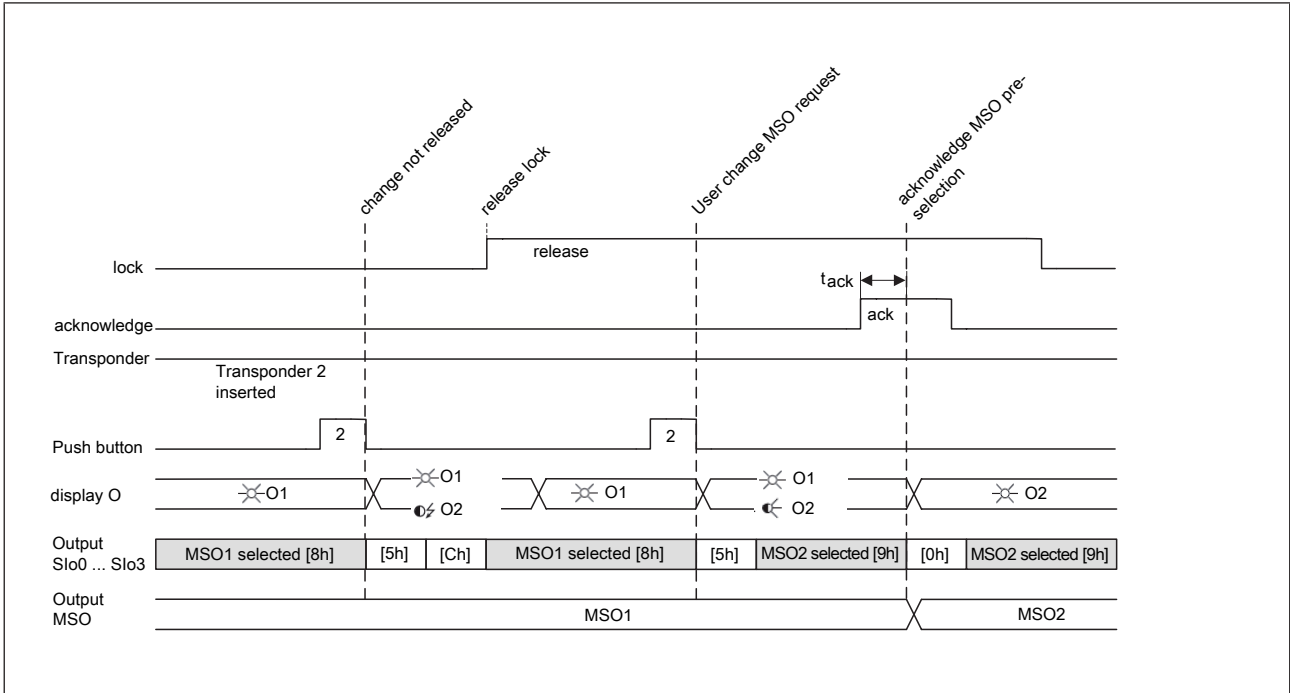 change not released
release lock
User change MSO request
acknowledge MSO pre-
selection
lock
release
tack
acknowledge
ack
Transponder
Transponder 2
inserted
Push button
2
2
display O
O1
O1
O2
O1
O1
O2
O2
Output
SIo0 ... SIo3
MSO1 selected [8h]
[5h]
[Ch]
MSO1 selected [8h]
[5h]
MSO2 selected [9h]
[0h]
MSO2 selected [9h]
Output
MSO
MSO1
MSO2